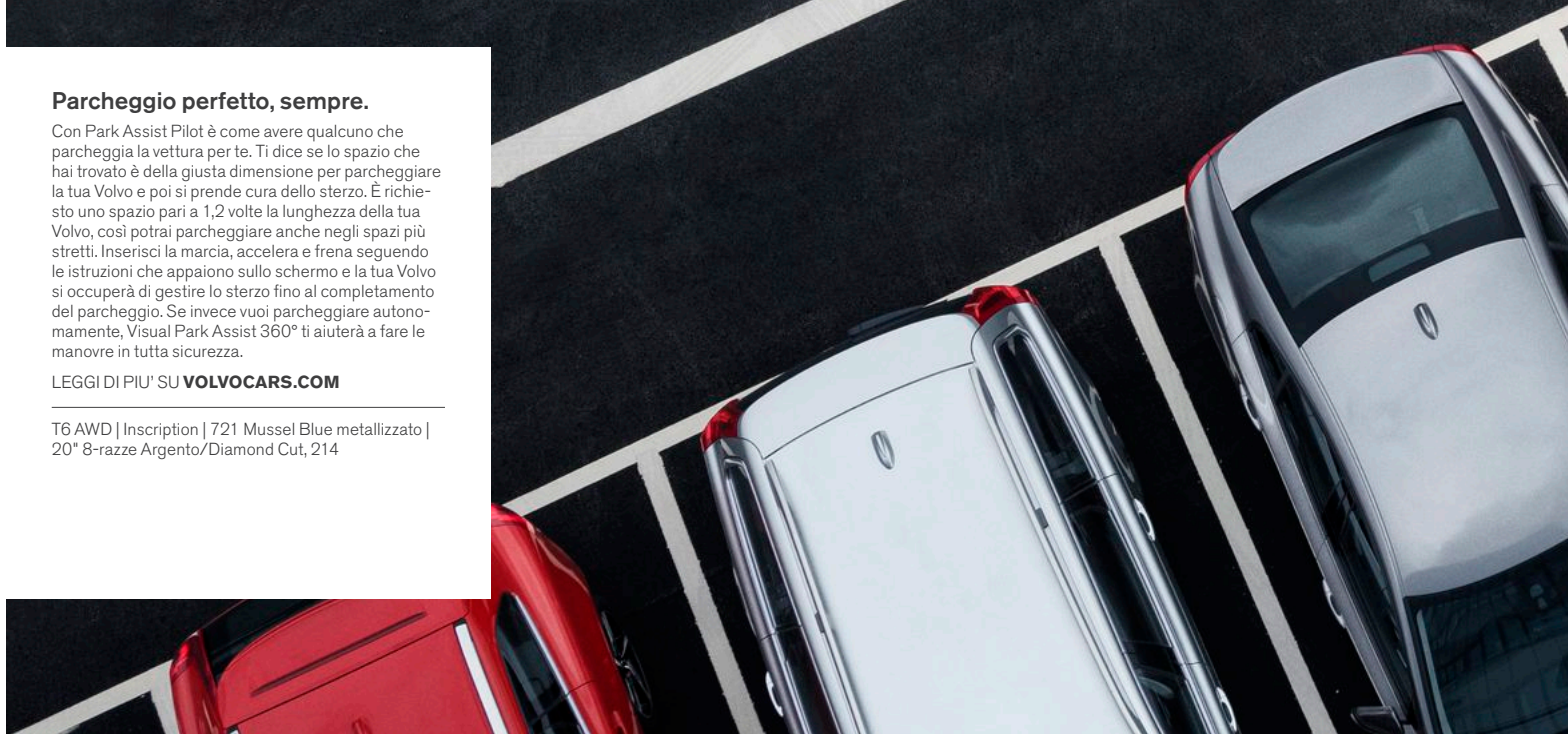 Parcheggio perfetto, sempre.
Con Park Assist Pilot è come avere qualcuno che
parcheggia la vettura per te. Ti dice se lo spazio che
hai trovato è della giusta dimensione per parcheggiare
la tua Volvo e poi si prende cura dello sterzo. È richie-
sto uno spazio pari a 1,2 volte la lunghezza della tua
Volvo, così potrai parcheggiare anche negli spazi più
stretti. Inserisci la marcia, accelera e frena seguendo
le istruzioni che appaiono sullo schermo e la tua Volvo
si occuperà di gestire lo sterzo fino al completamento
del parcheggio. Se invece vuoi parcheggiare autono-
mamente, Visual Park Assist 360° ti aiuterà a fare le
manovre in tutta sicurezza.
LEGGI DI PIU' SU VOLVOCARS.COM
T6 AWD | Inscription | 721 Mussel Blue metallizzato |
20" 8-razze Argento/Diamond Cut, 214